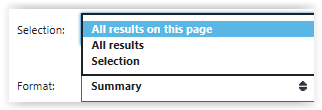 Selection:
All results on this page
All results
Selection
Format: Summary